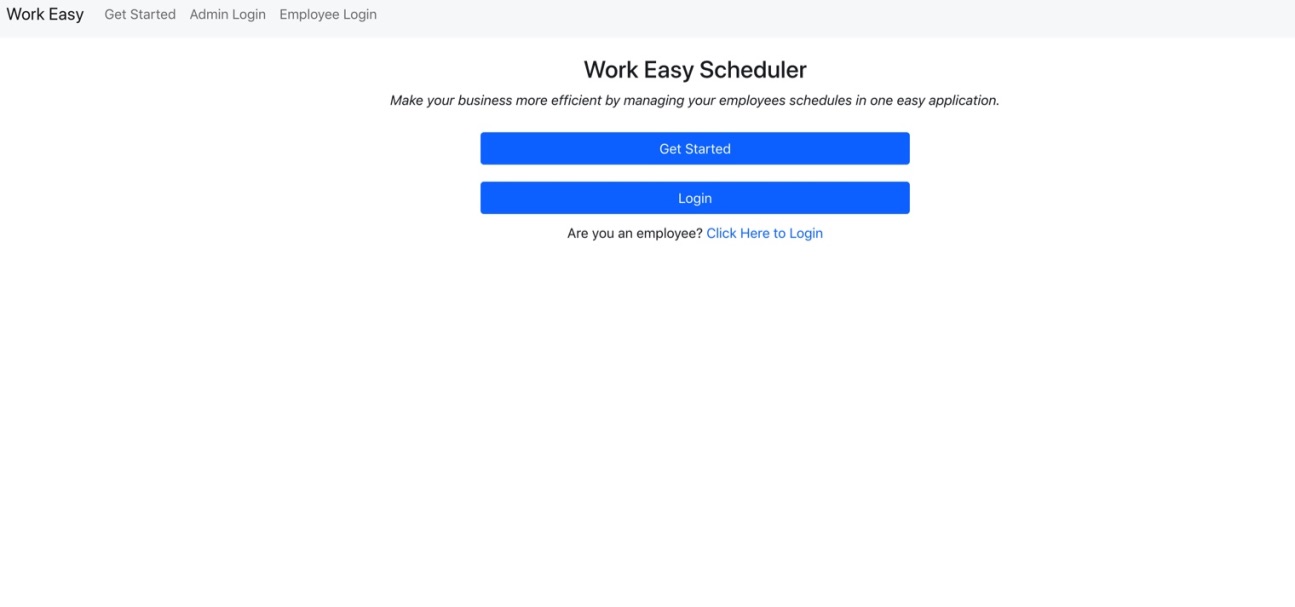 Work Easy Get Started Admin Login Employee Login
Work Easy Scheduler
Make your business more efficient by managing your employees schedules in one easy application.
Get Started
Login
Are you an employee? Click Here to Login